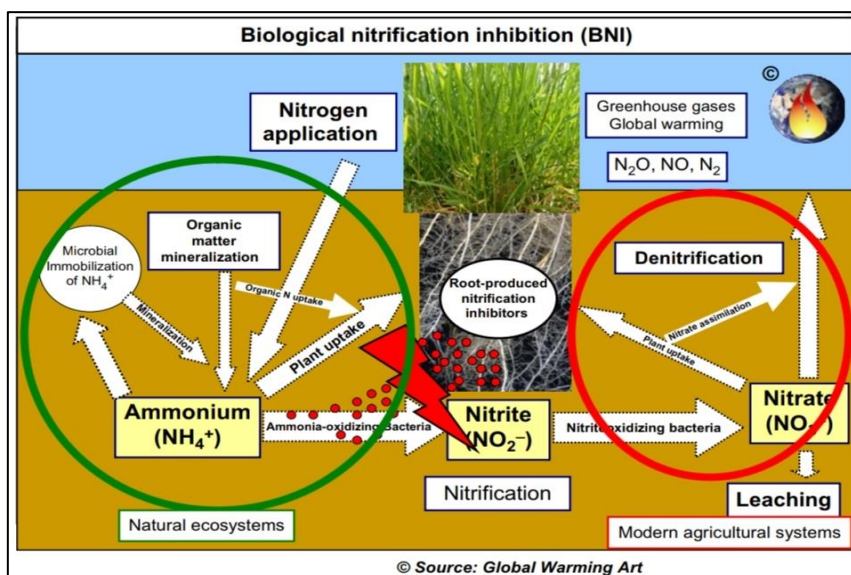 Biological nitrification inhibition (BNI)
©
Nitrogen
application
Greenhouse gases
Global warming
N₂O, NO, N₂
Organic
matter
mineralization
Microbial
Immobilization
of NH₄⁺
Mineralization
Organic N uptake
Plant uptake
Root-produced
nitrification
inhibitors
Denitrification
Nitrate assimilation
Plant uptake
Ammonium
(NH₄⁺)
Ammonia-oxidizing Bacteria
Nitrite
(NO₂⁻)
Nitrite-oxidizing bacteria
Nitrate
(NO₃⁻)
Nitrification
Leaching
Natural ecosystems
Modern agricultural systems
© Source: Global Warming Art